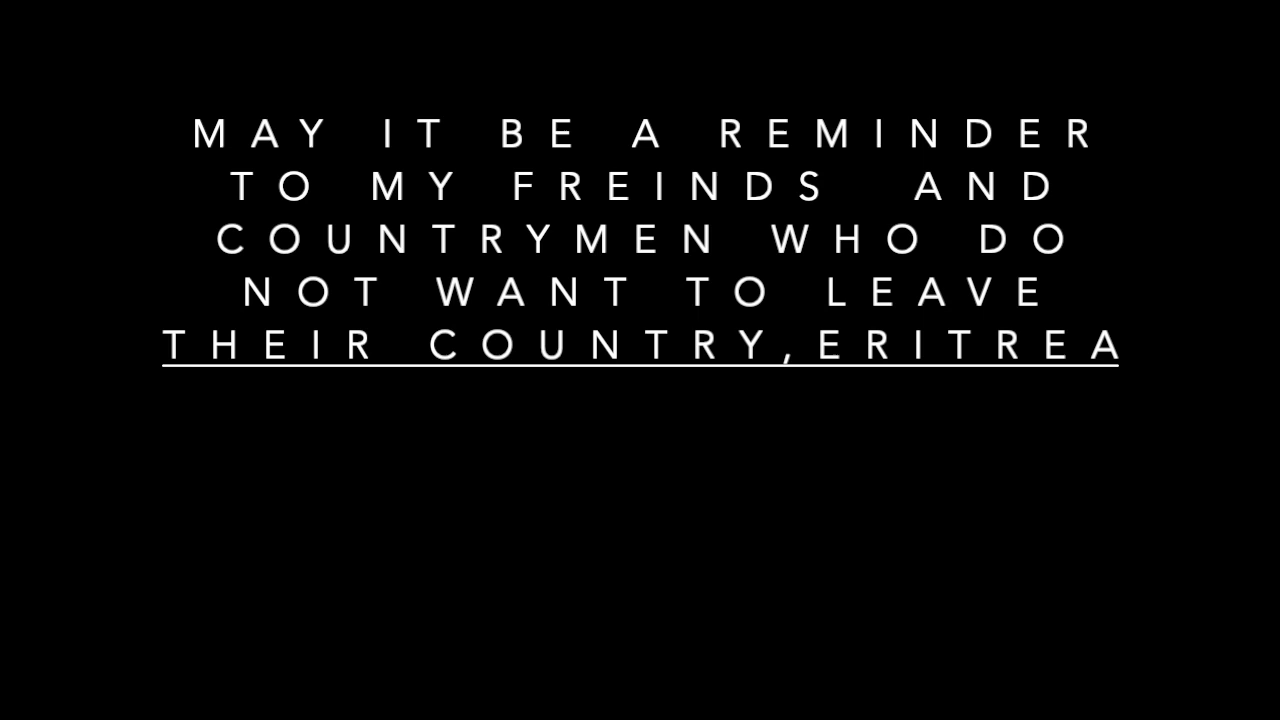 MAY IT BE A REMINDER
TO MY FREINDS AND
COUNTRYMEN WHO DO
NOT WANT TO LEAVE
THEIR COUNTRY,ERITREA